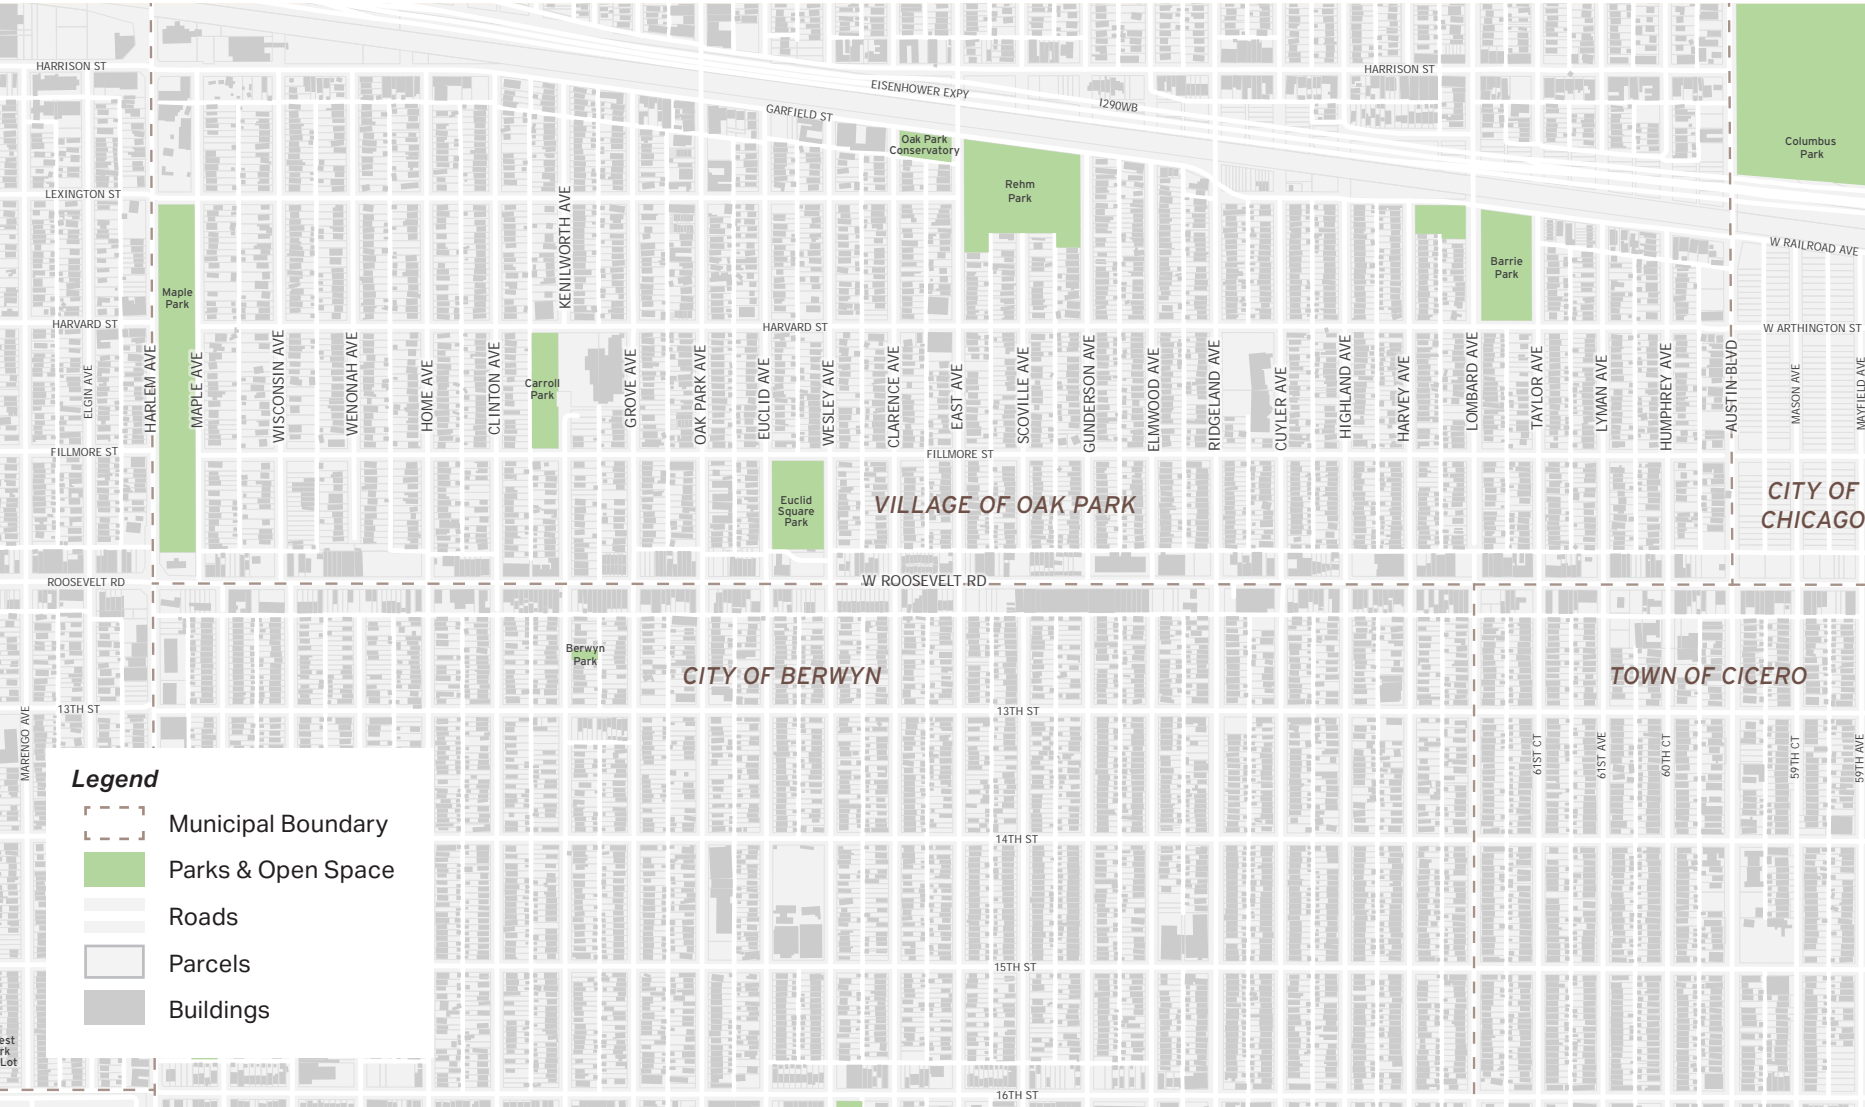 HARRISON ST
HARRISON ST
EISENHOWER EXPY
I290WB
GARFIELD ST
Oak Park
Conservatory
Columbus
Park
Rehm
Park
LEXINGTON ST
KENILWORTH AVE
W RAILROAD AVE
Barrie
Park
Maple
Park
HARVARD ST
HARVARD ST
W ARTHINGTON ST
ELGIN AVE
HARLEM AVE
MAPLE AVE
WISCONSIN AVE
WENONAH AVE
HOME AVE
CLINTON AVE
Carroll
Park
GROVE AVE
OAK PARK AVE
EUCLID AVE
WESLEY AVE
CLARENCE AVE
EAST AVE
SCOVILLE AVE
GUNDERSON AVE
ELMWOOD AVE
RIDGELAND AVE
CUYLER AVE
HIGHLAND AVE
HARVEY AVE
LOMBARD AVE
TAYLOR AVE
LYMAN AVE
HUMPHREY AVE
AUSTIN BLVD
MASON AVE
MAYFIELD AVE
FILLMORE ST
FILLMORE ST
Euclid
Square
Park
VILLAGE OF OAK PARK
CITY OF
CHICAGO
ROOSEVELT RD
W ROOSEVELT RD
Berwyn
Park
CITY OF BERWYN
TOWN OF CICERO
13TH ST
13TH ST
MARENGO AVE
61ST CT
61ST AVE
60TH CT
59TH CT
59TH AVE
Legend
Municipal Boundary
Parks & Open Space
Roads
Parcels
Buildings
14TH ST
15TH ST
est
rk
Lot
16TH ST